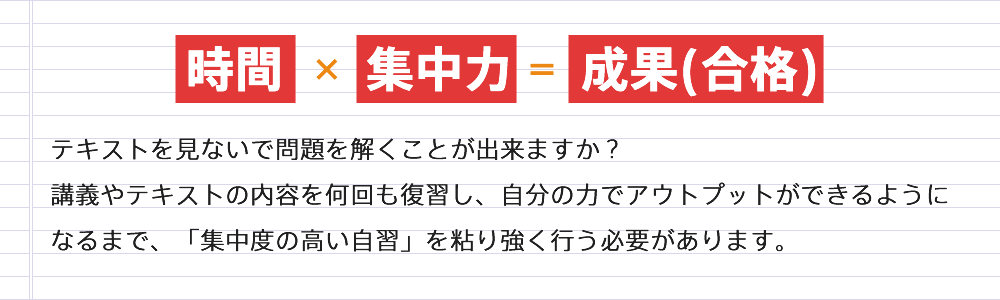 時間 × 集中力 = 成果(合格)
テキストを見ないで問題を解くことが出来ますか？
講義やテキストの内容を何回も復習し、自分の力でアウトプットができるように
なるまで、「集中度の高い自習」を粘り強く行う必要があります。